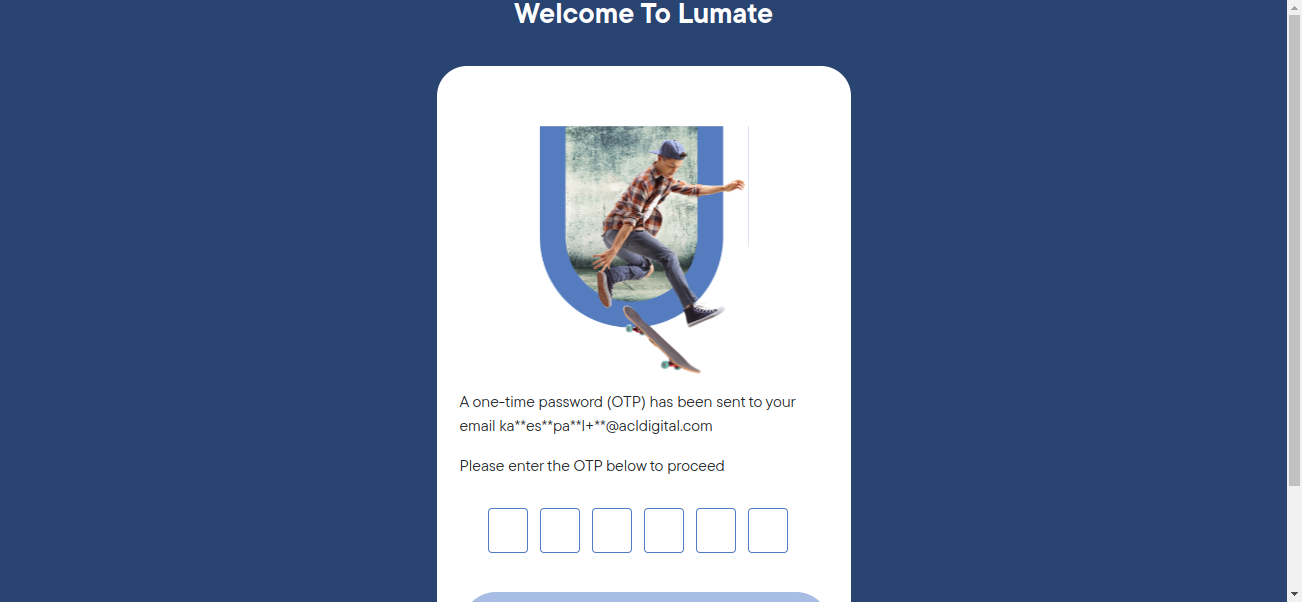 Welcome To Lumate
A one-time password (OTP) has been sent to your
email ka**es**pa**l+**@acldigital.com
Please enter the OTP below to proceed